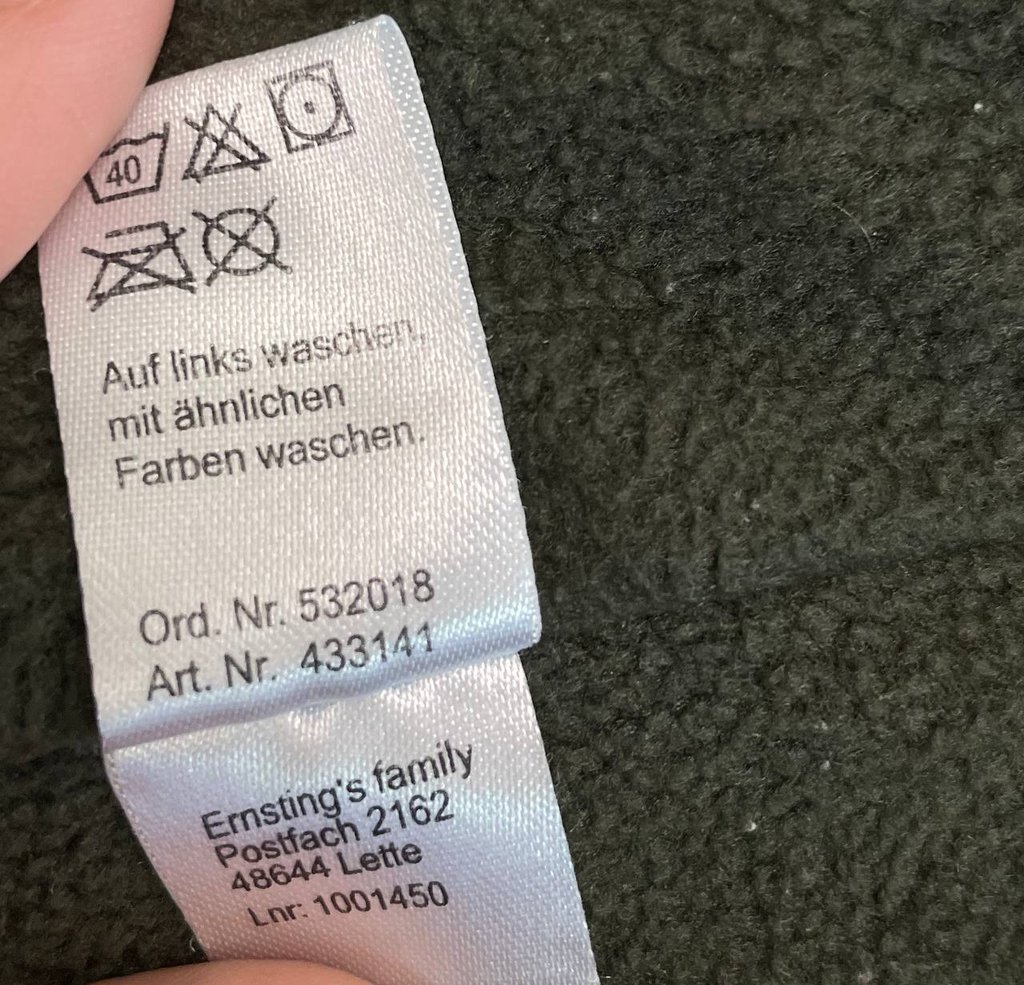 40
Auf links waschen,
mit ähnlichen
Farben waschen.
Ord. Nr. 532018
Art. Nr. 433141
Ernsting's family
Postfach 2162
48644 Lette
Lnr: 1001450